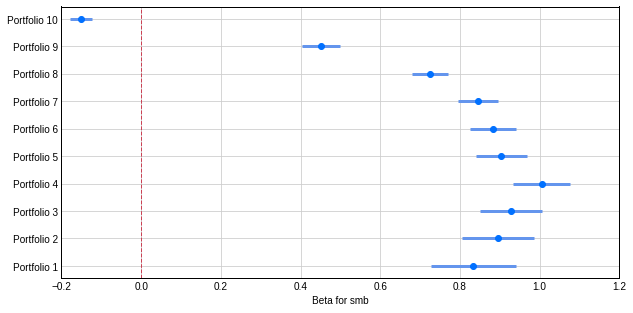 Portfolio 10
Portfolio 9
Portfolio 8
Portfolio 7
Portfolio 6
Portfolio 5
Portfolio 4
Portfolio 3
Portfolio 2
Portfolio 1
−0.2 0.0 0.2 0.4 0.6 0.8 1.0 1.2
Beta for smb